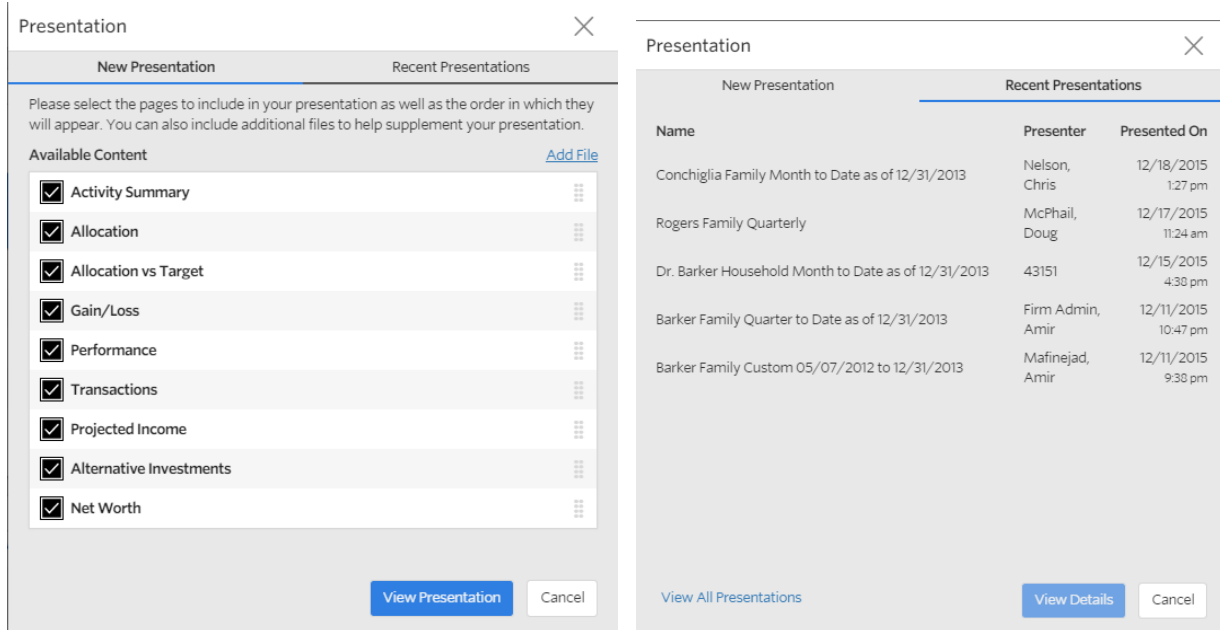 Presentation
New Presentation Recent Presentations
Please select the pages to include in your presentation as well as the order in which they
will appear. You can also include additional files to help supplement your presentation.
Available Content Add File
Activity Summary
Allocation
Allocation vs Target
Gain/Loss
Performance
Transactions
Projected Income
Alternative Investments
Net Worth
View Presentation Cancel
Presentation
New Presentation Recent Presentations
Name Presenter Presented On
Conchiglia Family Month to Date as of 12/31/2013 Nelson, 12/18/2015
Chris 1:27 pm
Rogers Family Quarterly McPhail, 12/17/2015
Doug 11:24 am
Dr. Barker Household Month to Date as of 12/31/2013 43151 12/15/2015
4:38 pm
Barker Family Quarter to Date as of 12/31/2013 Firm Admin, 12/11/2015
Amir 10:47 pm
Barker Family Custom 05/07/2012 to 12/31/2013 Mafinejad, 12/11/2015
Amir 9:38 pm
View All Presentations View Details Cancel